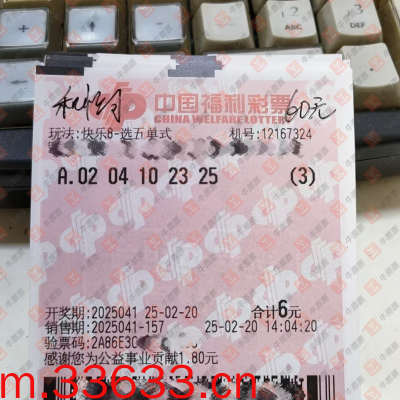 中国福利彩票 60元
CHINA WELFARE LOTTERY
玩法:快乐8-选五单式 机号:12167324
A.02 04 10 23 25 (3)
开奖期:2025041 25-02-20 合计6元
销售期:2025041-157 25-02-20 14:04:20
验票码:2A86E3
感谢您为公益事业贡献1.80元
m.33633.cn